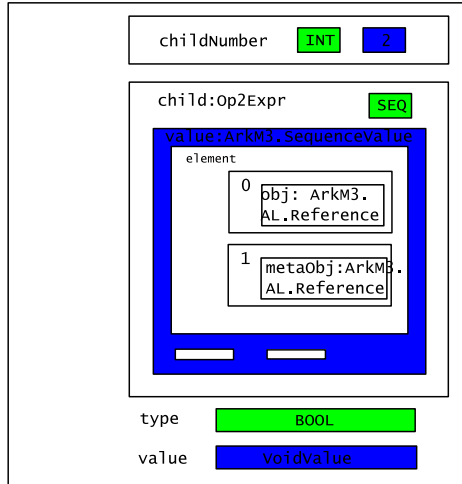 childNumber INT 2
child:Op2Expr SEQ
value:ArkM3.SequenceValue
element
0 obj: ArkM3.
AL.Reference
1 metaObj:ArkM3.
AL.Reference
type BOOL
value VoidValue